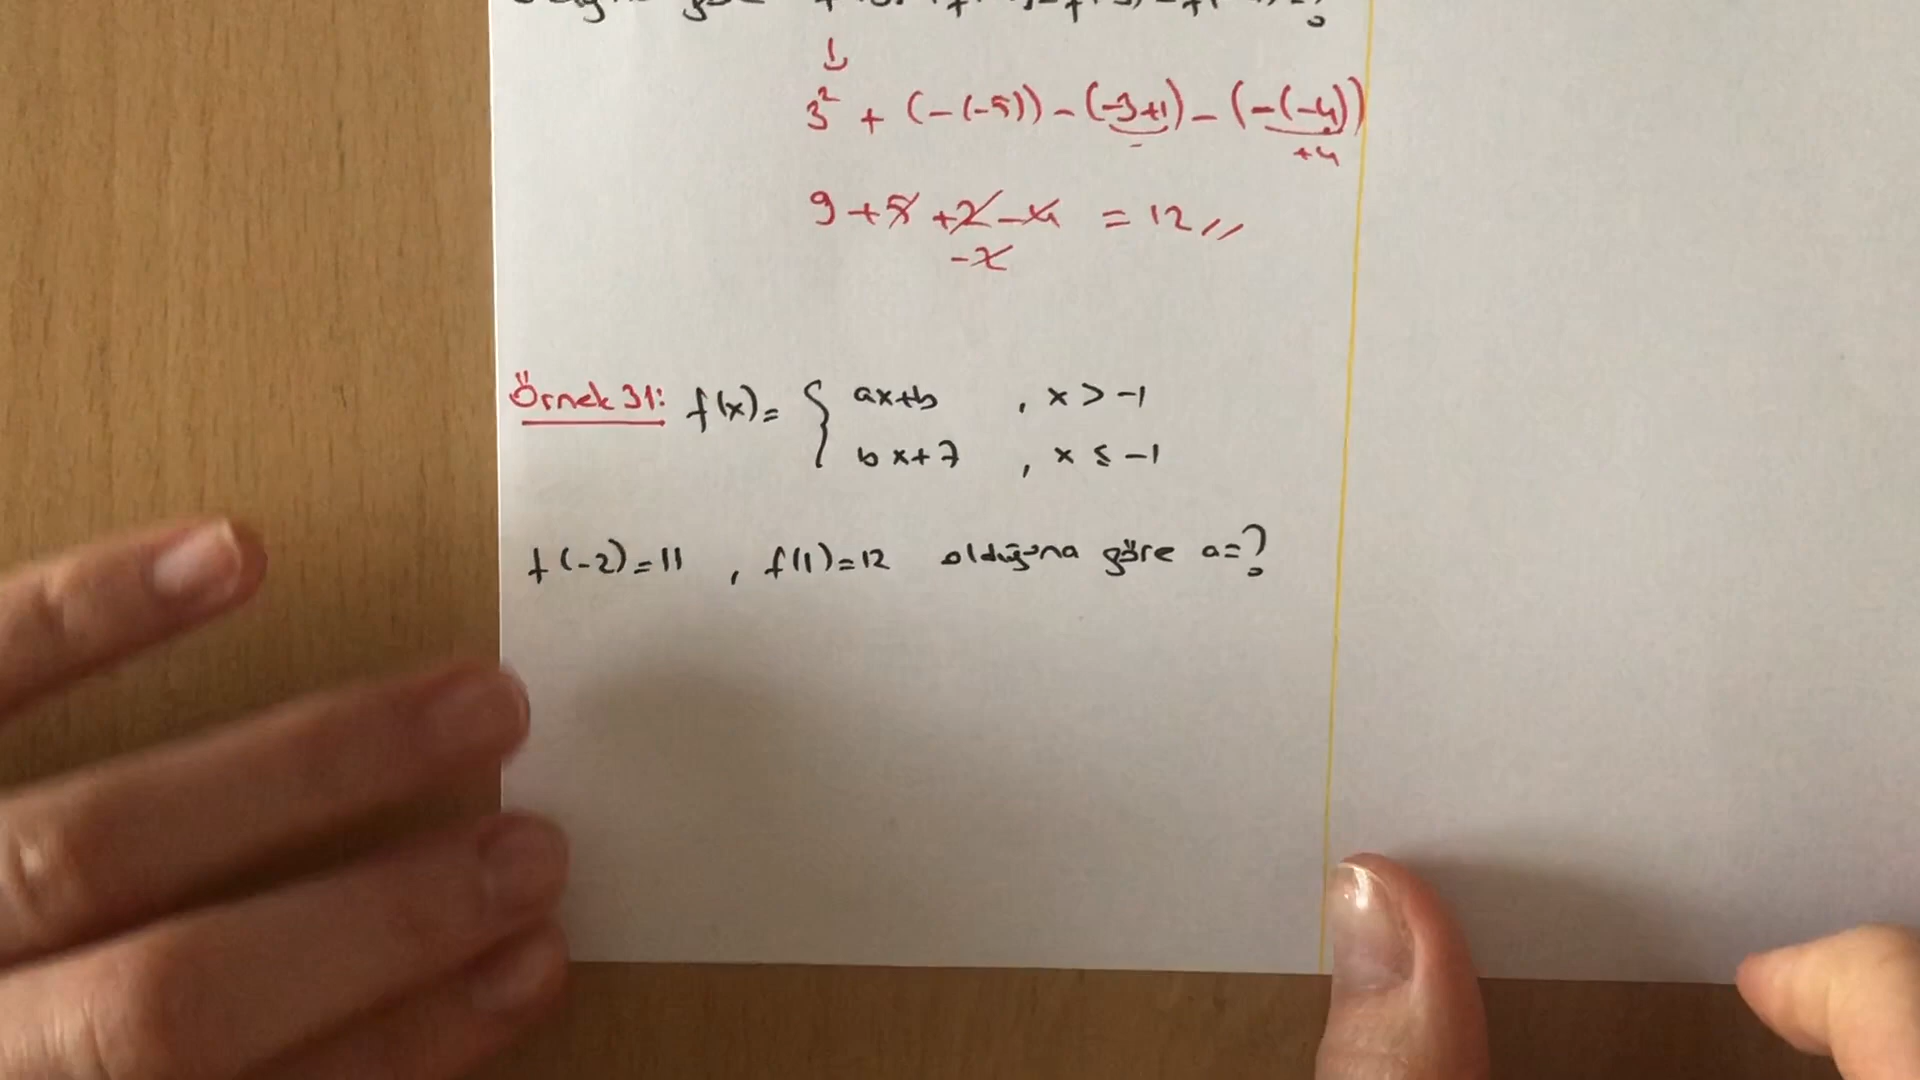 göre
3² + (-(-5)) - (-3+1) - (-(-4))
- +4
9 + 5 + 2 - 4 = 12 //
-2
Örnek 31: f(x) = { ax+b , x > -1
bx+7 , x ≤ -1
f(-2)=11 , f(1)=12 olduğuna göre a=?